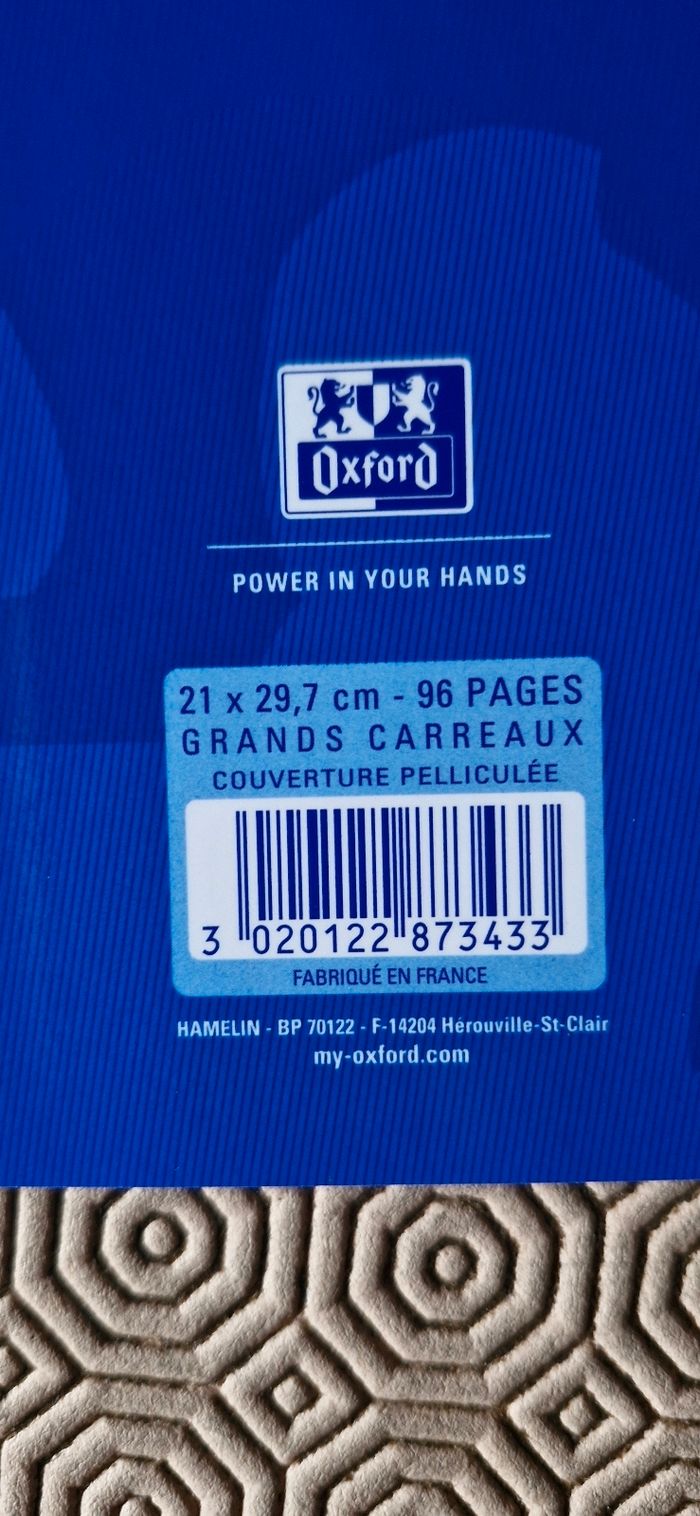 Oxford
POWER IN YOUR HANDS
21 x 29,7 cm - 96 PAGES
GRANDS CARREAUX
COUVERTURE PELLICULÉE
3 020122 873433
FABRIQUÉ EN FRANCE
HAMELIN - BP 70122 - F-14204 Hérouville-St-Clair
my-oxford.com